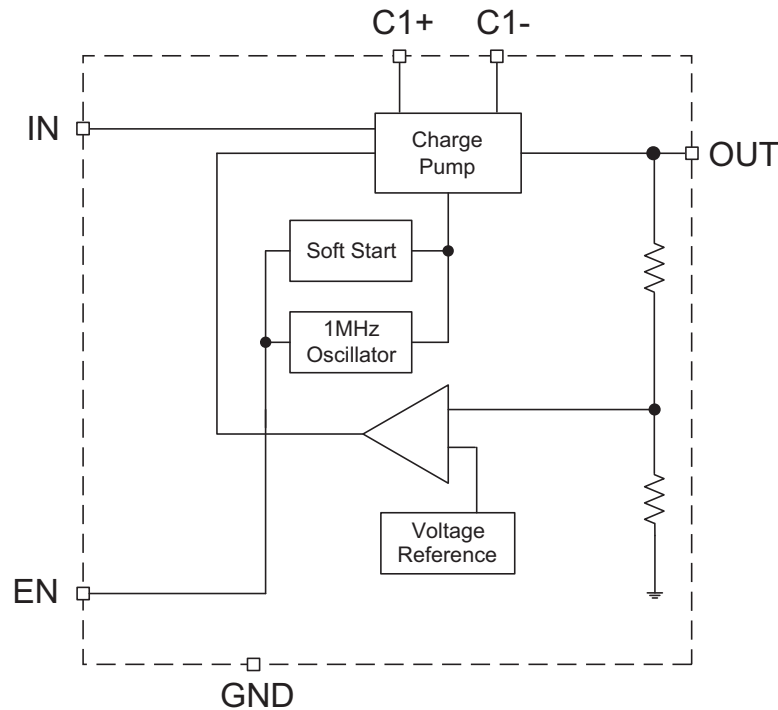 C1+ C1-
IN
Charge
Pump
OUT
Soft Start
1MHz
Oscillator
Voltage
Reference
EN
GND